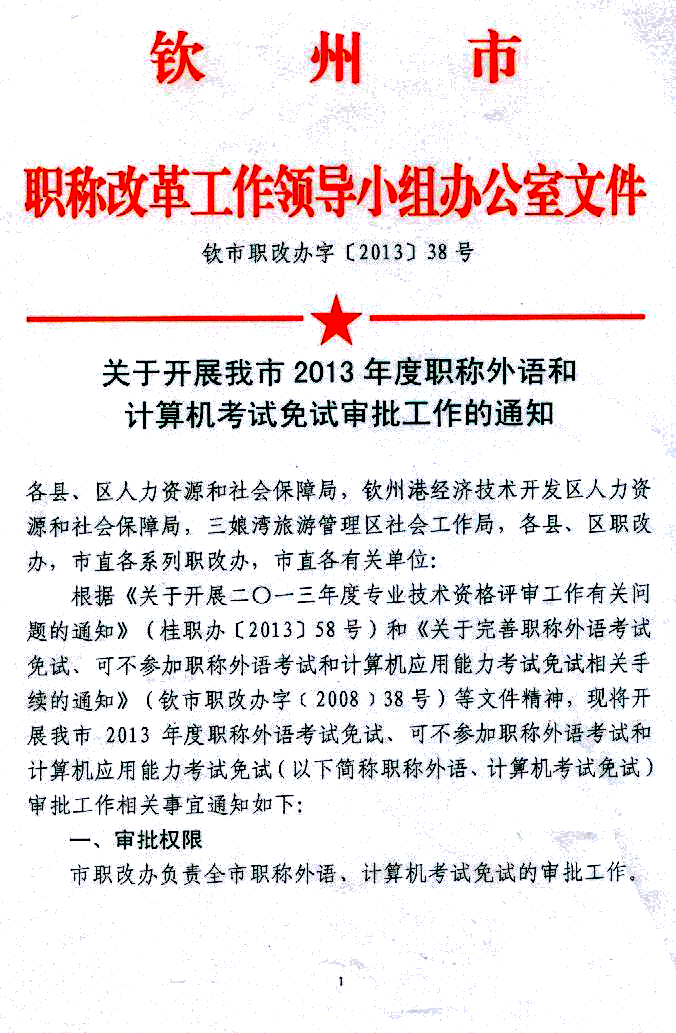 钦州市
职称改革工作领导小组办公室文件
钦市职改办字〔2013〕38号
关于开展我市2013年度职称外语和
计算机考试免试审批工作的通知
各县、区人力资源和社会保障局，钦州港经济技术开发区人力资
源和社会保障局，三娘湾旅游管理区社会工作局，各县、区职改
办，市直各系列职改办，市直各有关单位：
根据《关于开展二〇一三年度专业技术资格评审工作有关问
题的通知》（桂职办〔2013〕58号）和《关于完善职称外语考试
免试、可不参加职称外语考试和计算机应用能力考试免试相关手
续的通知》（钦市职改办字﹝2008﹞38号）等文件精神，现将开
展我市2013年度职称外语考试免试、可不参加职称外语考试和
计算机应用能力考试免试（以下简称职称外语、计算机考试免试）
审批工作相关事宜通知如下：
一、审批权限
市职改办负责全市职称外语、计算机考试免试的审批工作。
1